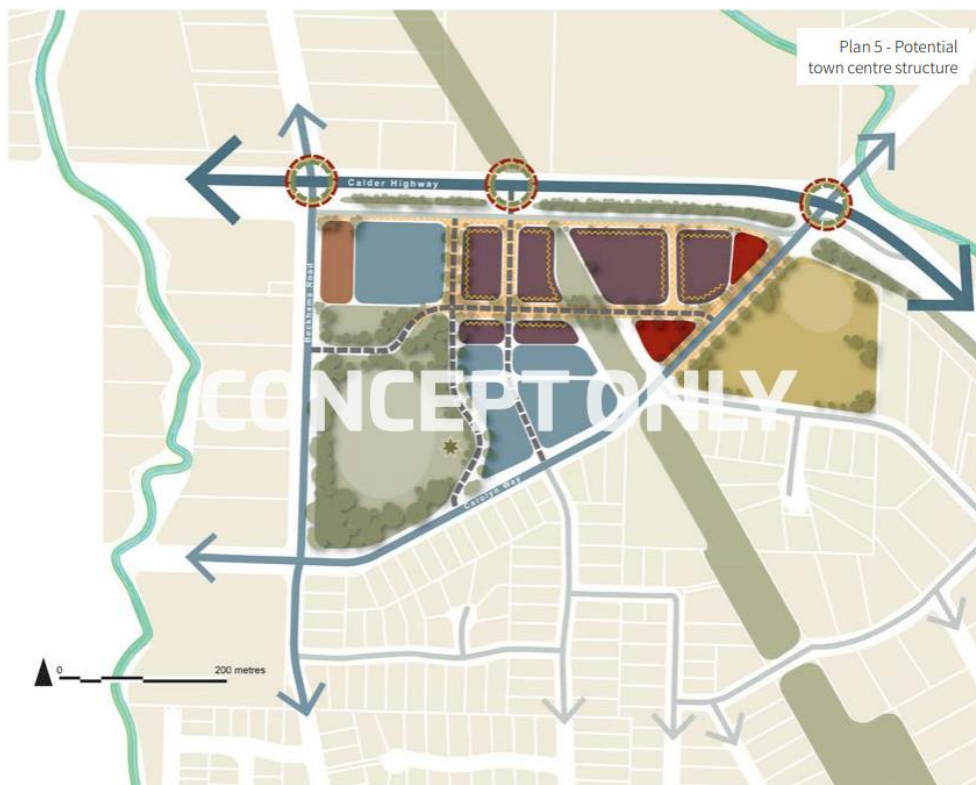 Plan 5 - Potential
town centre structure
Calder Highway
Beckhams Road
CONCEPT ONLY
Carolyn Way
0
200 metres